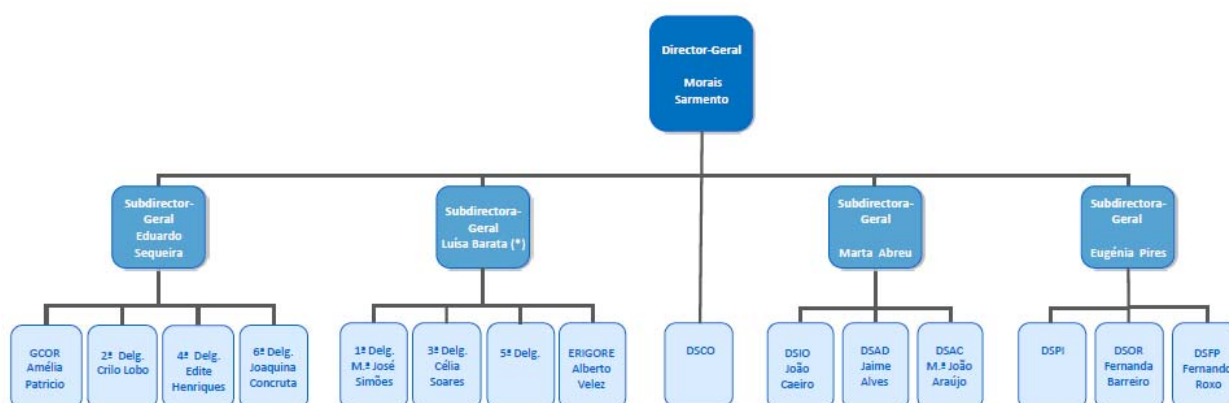 Director-Geral
Morais
Sarmento
Subdirector-
Geral
Eduardo
Sequeira
Subdirectora-
Geral
Luísa Barata (*)
Subdirectora-
Geral
Marta Abreu
Subdirectora-
Geral
Eugénia Pires
GCOR
Amélia
Patricio
2ª Delg.
Crilo Lobo
4ª Delg.
Edite
Henriques
6ª Delg.
Joaquina
Concruta
1ª Delg.
M.ª José
Simões
3ª Delg.
Célia
Soares
5ª Delg.
ERIGORE
Alberto
Velez
DSCO
DSIO
João
Caeiro
DSAD
Jaime
Alves
DSAC
M.ª João
Araújo
DSPI
DSOR
Fernanda
Barreiro
DSFP
Fernando
Roxo